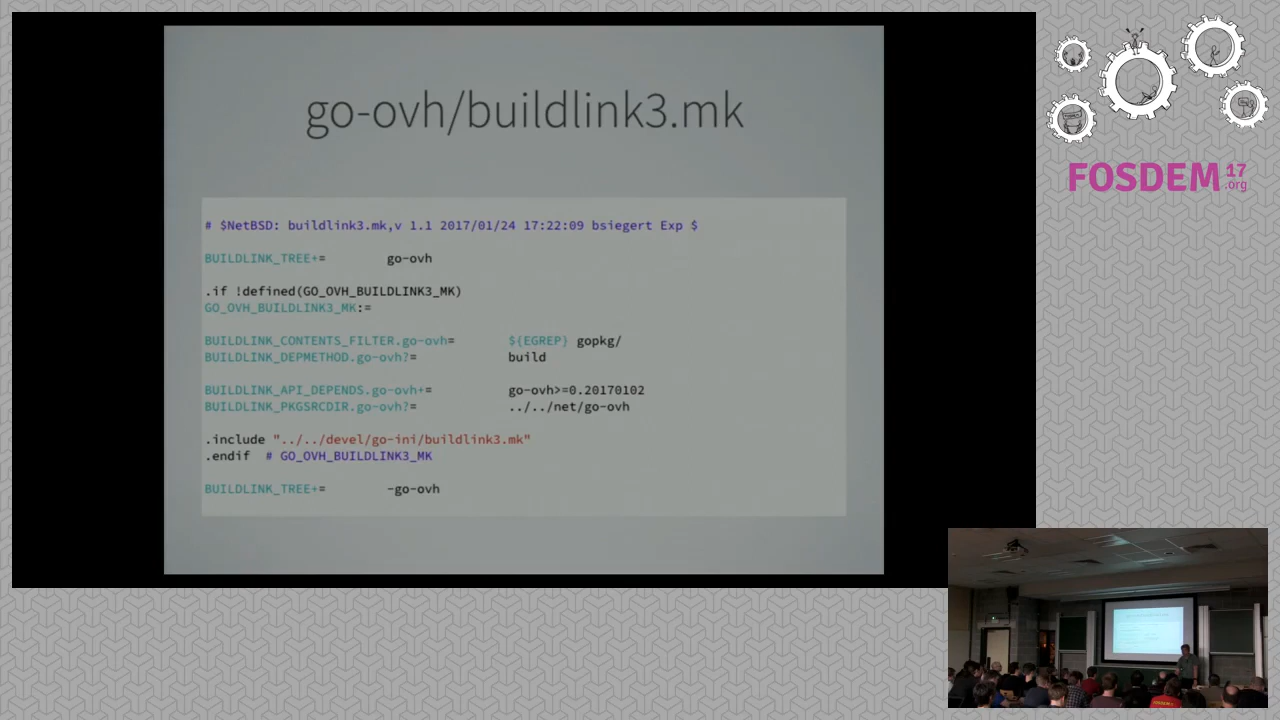 go-ovh/buildlink3.mk
# $NetBSD: buildlink3.mk,v 1.1 2017/01/24 17:22:09 bsiegert Exp $
BUILDLINK_TREE+= go-ovh
.if !defined(GO_OVH_BUILDLINK3_MK)
GO_OVH_BUILDLINK3_MK:=
BUILDLINK_CONTENTS_FILTER.go-ovh= ${EGREP} gopkg/
BUILDLINK_DEPMETHOD.go-ovh?= build
BUILDLINK_API_DEPENDS.go-ovh+= go-ovh>=0.20170102
BUILDLINK_PKGSRCDIR.go-ovh?= ../../net/go-ovh
.include "../../devel/go-ini/buildlink3.mk"
.endif # GO_OVH_BUILDLINK3_MK
BUILDLINK_TREE+= -go-ovh
FOSDEM 17
.org